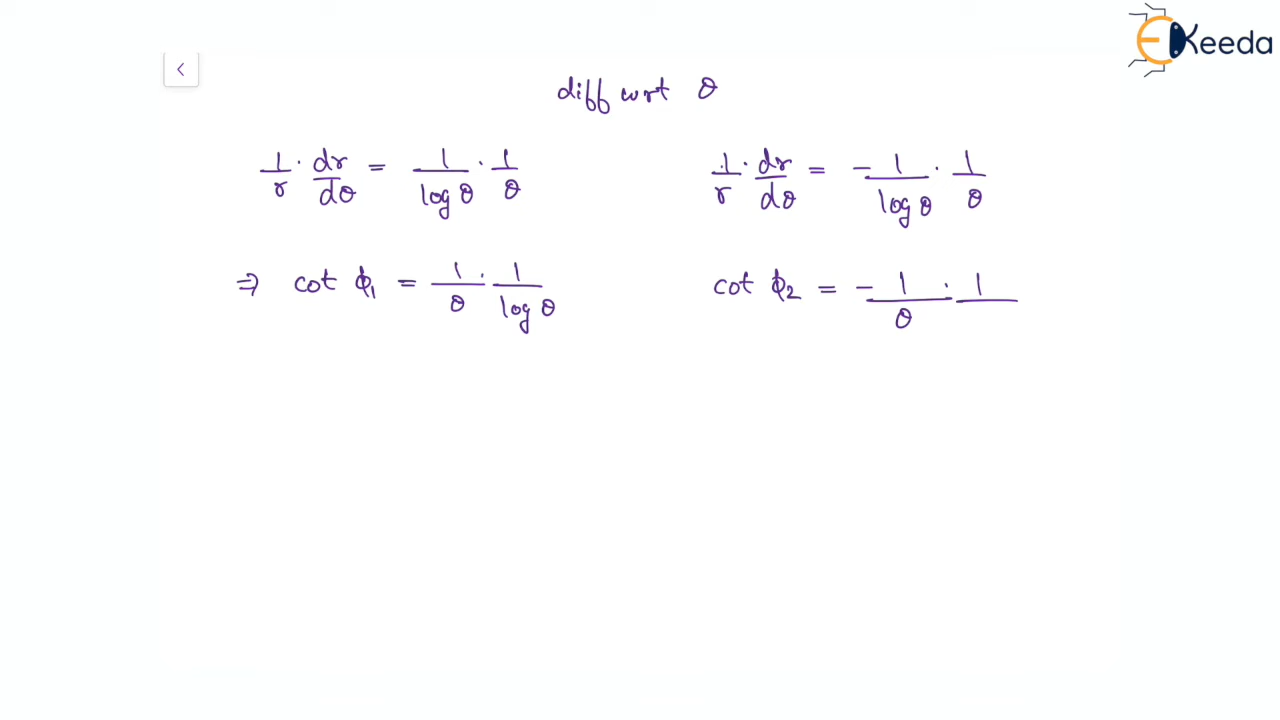 EKeeda
diff wrt θ
1/r · dr/dθ = 1/log θ · 1/θ
1/r · dr/dθ = - 1/log θ · 1/θ
⇒ cot ϕ₁ = 1/θ · 1/log θ
cot ϕ₂ = - 1/θ · 1/